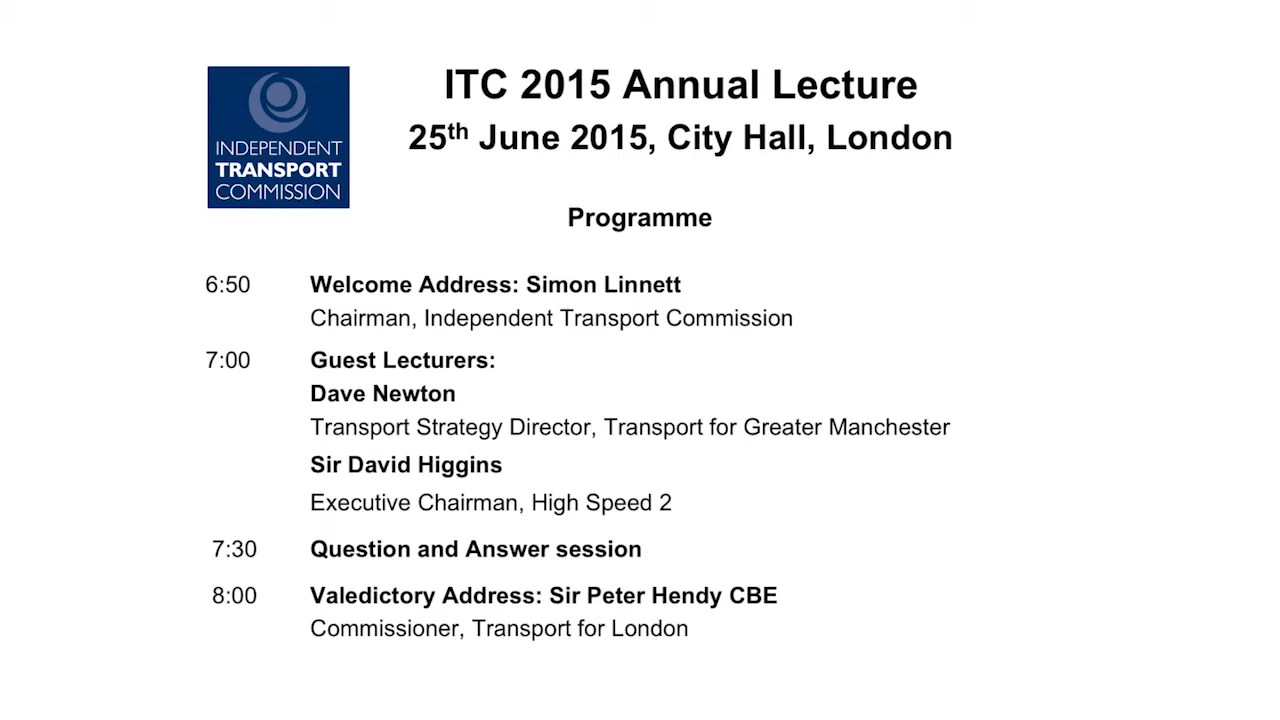 INDEPENDENT
TRANSPORT
COMMISSION
ITC 2015 Annual Lecture
25th June 2015, City Hall, London
Programme
6:50 Welcome Address: Simon Linnett
Chairman, Independent Transport Commission
7:00 Guest Lecturers:
Dave Newton
Transport Strategy Director, Transport for Greater Manchester
Sir David Higgins
Executive Chairman, High Speed 2
7:30 Question and Answer session
8:00 Valedictory Address: Sir Peter Hendy CBE
Commissioner, Transport for London